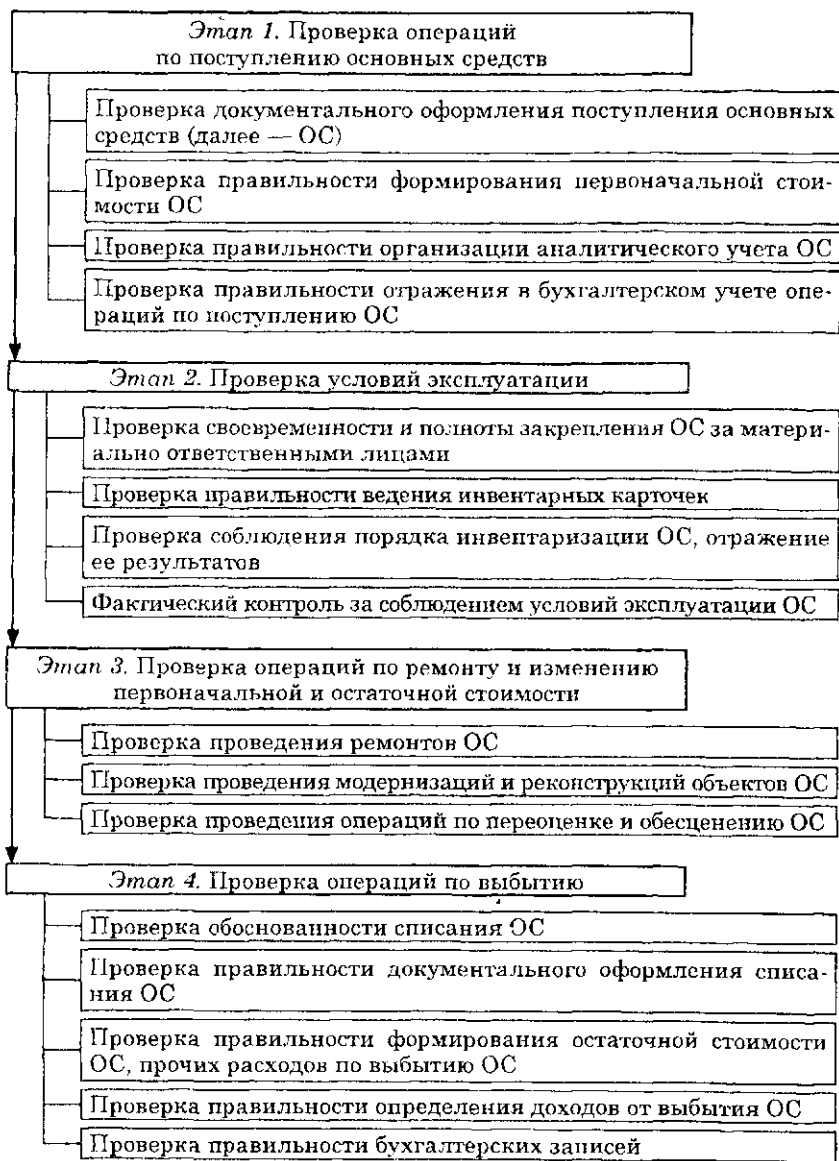 Этап 1. Проверка операций
по поступлению основных средств
Проверка документального оформления поступления основных
средств (далее — ОС)
Проверка правильности формирования первоначальной стои-
мости ОС
Проверка правильности организации аналитического учета ОС
Проверка правильности отражения в бухгалтерском учете опе-
раций по поступлению ОС
Этап 2. Проверка условий эксплуатации
Проверка своевременности и полноты закрепления ОС за матери-
ально ответственными лицами
Проверка правильности ведения инвентарных карточек
Проверка соблюдения порядка инвентаризации ОС, отражение
ее результатов
Фактический контроль за соблюдением условий эксплуатации ОС
Этап 3. Проверка операций по ремонту и изменению
первоначальной и остаточной стоимости
Проверка проведения ремонтов ОС
Проверка проведения модернизаций и реконструкций объектов ОС
Проверка проведения операций по переоценке и обесценению ОС
Этап 4. Проверка операций по выбытию
Проверка обоснованности списания ОС
Проверка правильности документального оформления списа-
ния ОС
Проверка правильности формирования остаточной стоимости
ОС, прочих расходов по выбытию ОС
Проверка правильности определения доходов от выбытия ОС
Проверка правильности бухгалтерских записей